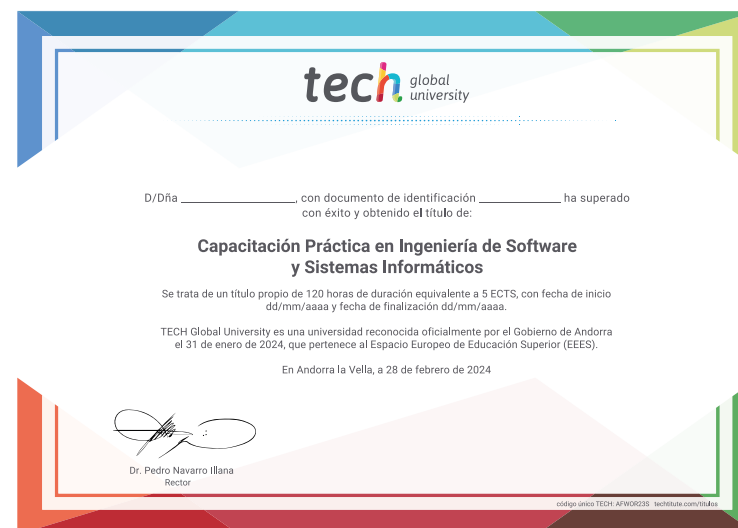 tech global
university
D/Dña ____________________, con documento de identificación ______________ ha superado
con éxito y obtenido el título de:
Capacitación Práctica en Ingeniería de Software
y Sistemas Informáticos
Se trata de un título propio de 120 horas de duración equivalente a 5 ECTS, con fecha de inicio
dd/mm/aaaa y fecha de finalización dd/mm/aaaa.
TECH Global University es una universidad reconocida oficialmente por el Gobierno de Andorra
el 31 de enero de 2024, que pertenece al Espacio Europeo de Educación Superior (EEES).
En Andorra la Vella, a 28 de febrero de 2024
Dr. Pedro Navarro Illana
Rector
código único TECH: AFWOR23S techtitute.com/titulos